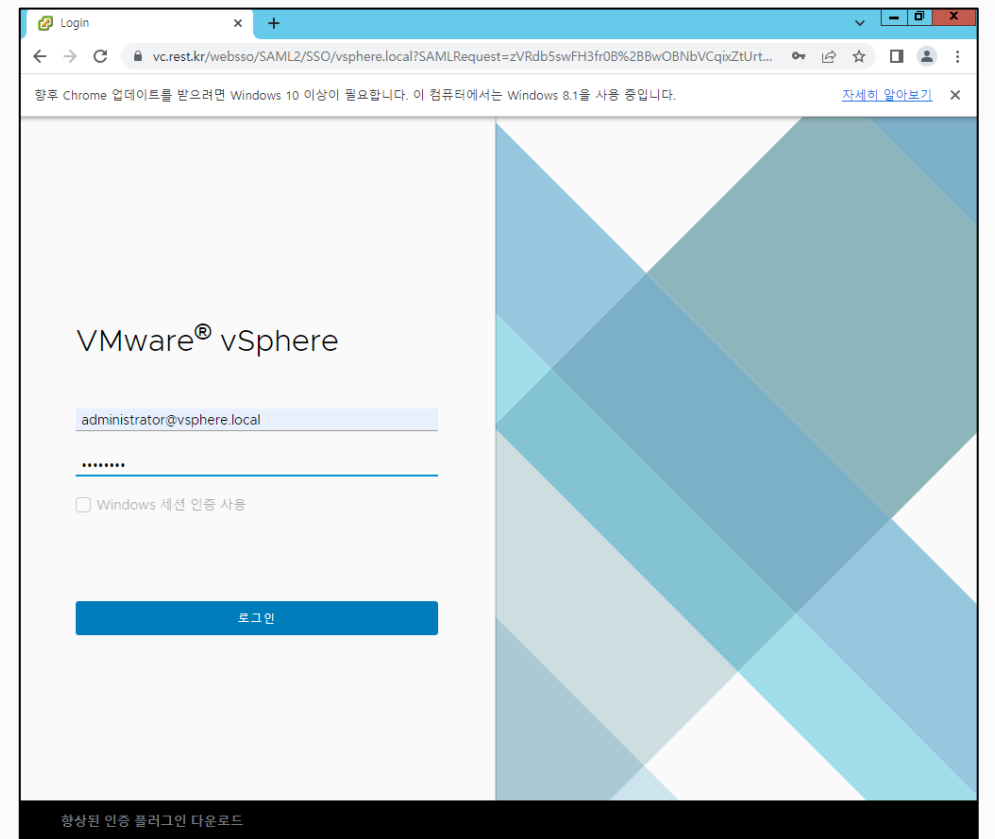 Login
vc.rest.kr/websso/SAML2/SSO/vsphere.local?SAMLRequest=zVRdb5swFH3fr0B%2BBwOBNbVCqixZtUrt...
향후 Chrome 업데이트를 받으려면 Windows 10 이상이 필요합니다. 이 컴퓨터에서는 Windows 8.1을 사용 중입니다. 자세히 알아보기
VMware® vSphere
administrator@vsphere.local
••••••••
Windows 세션 인증 사용
로그인
향상된 인증 플러그인 다운로드